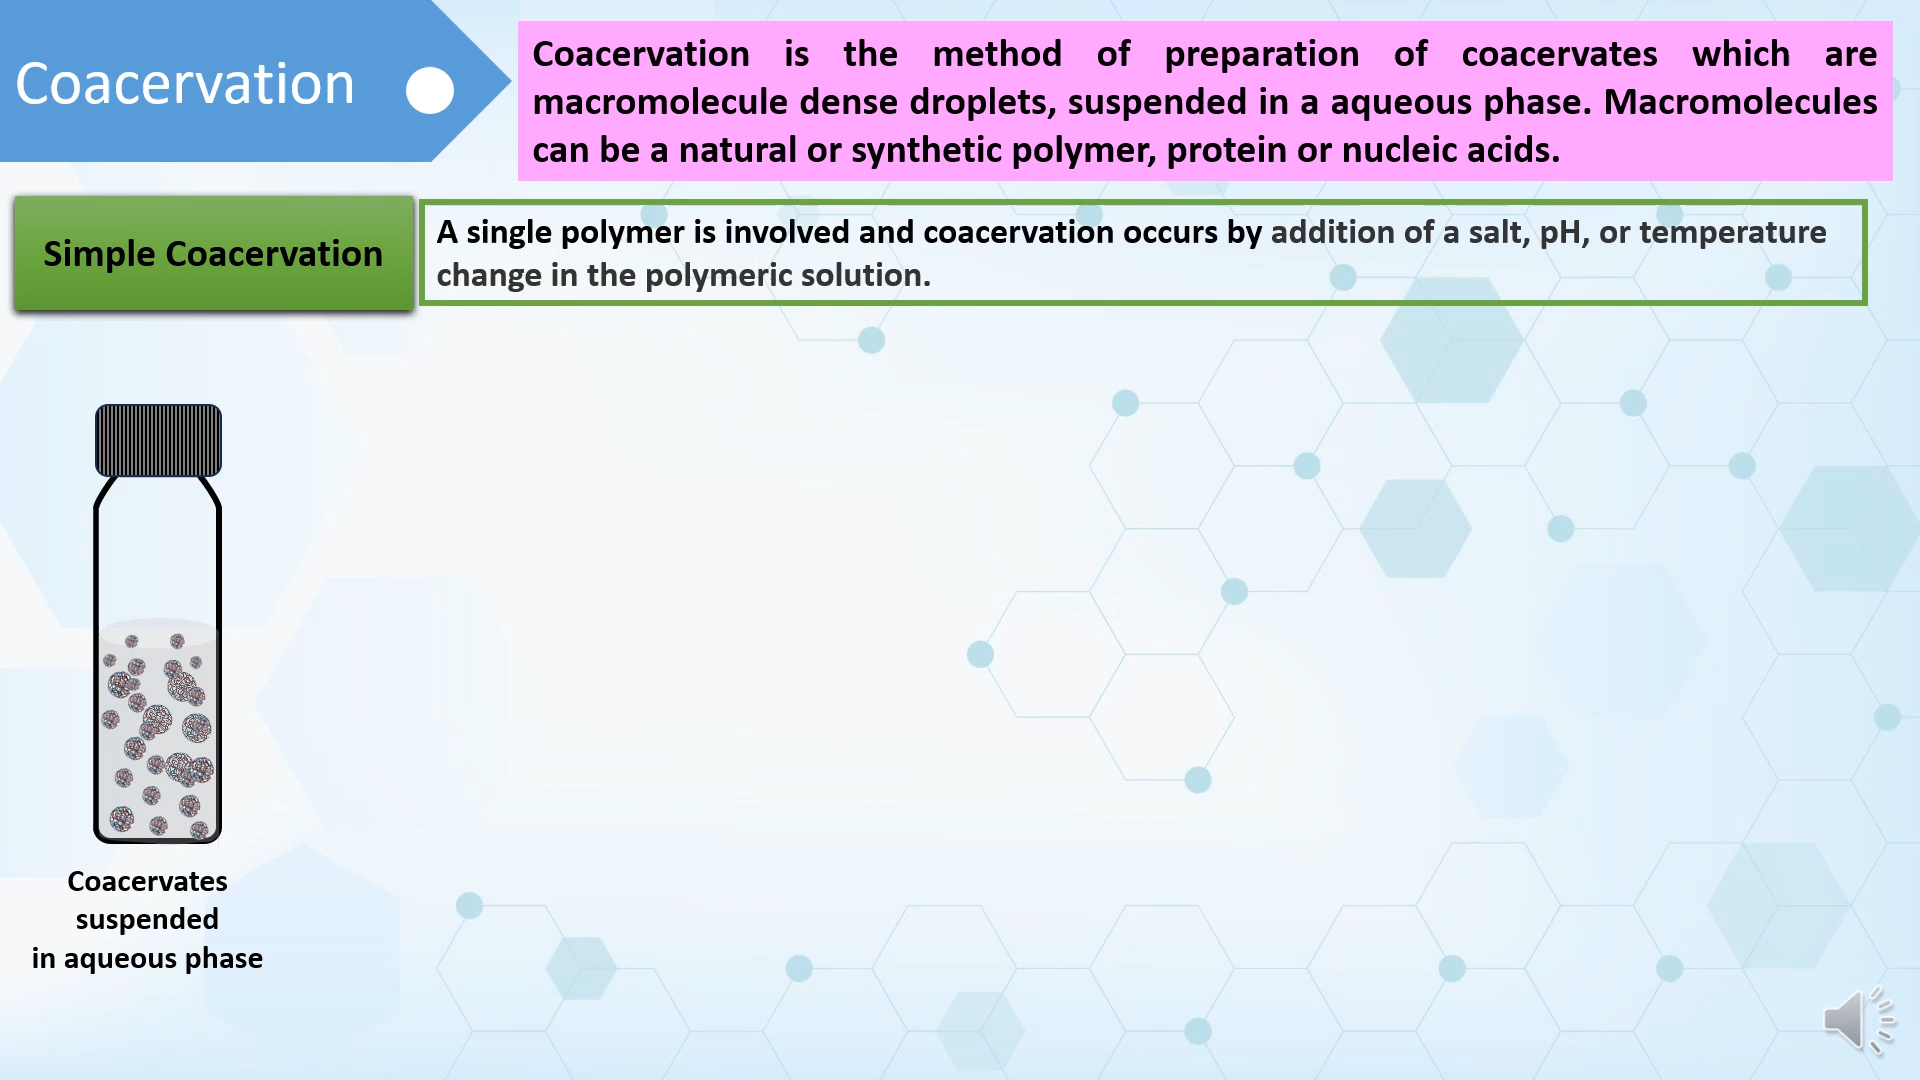 Coacervation
Coacervation is the method of preparation of coacervates which are
macromolecule dense droplets, suspended in a aqueous phase. Macromolecules
can be a natural or synthetic polymer, protein or nucleic acids.
Simple Coacervation
A single polymer is involved and coacervation occurs by addition of a salt, pH, or temperature
change in the polymeric solution.
Coacervates
suspended
in aqueous phase